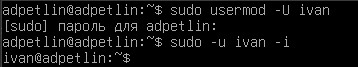 adpetlin@adpetlin:~$ sudo usermod -U ivan
[sudo] пароль для adpetlin:
adpetlin@adpetlin:~$ sudo -u ivan -i
ivan@adpetlin:~$